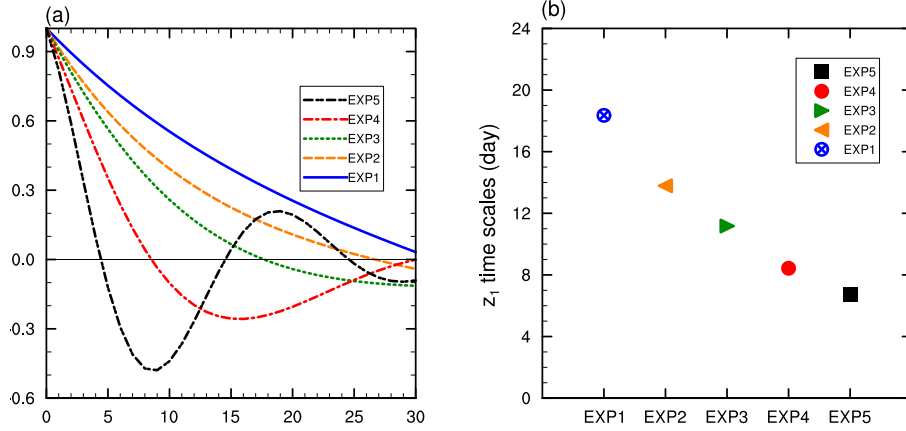 (a)
0.9
0.6
0.3
0.0
0.3
0.6
0
5
10
15
20
25
30
EXP5
EXP4
EXP3
EXP2
EXP1
(b)
z1 time scales (day)
24
20
16
12
8
4
0
EXP1
EXP2
EXP3
EXP4
EXP5
EXP5
EXP4
EXP3
EXP2
EXP1